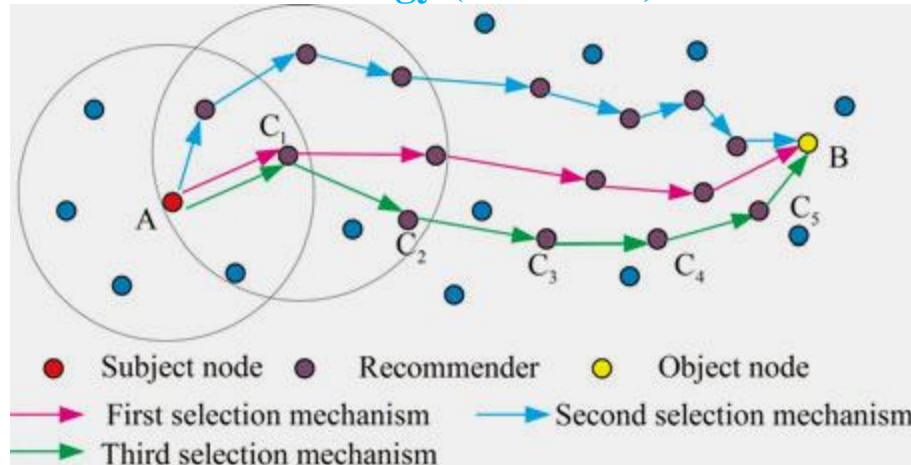 C1
A
B
C2
C3
C4
C5
Subject node
Recommender
Object node
First selection mechanism
Second selection mechanism
Third selection mechanism